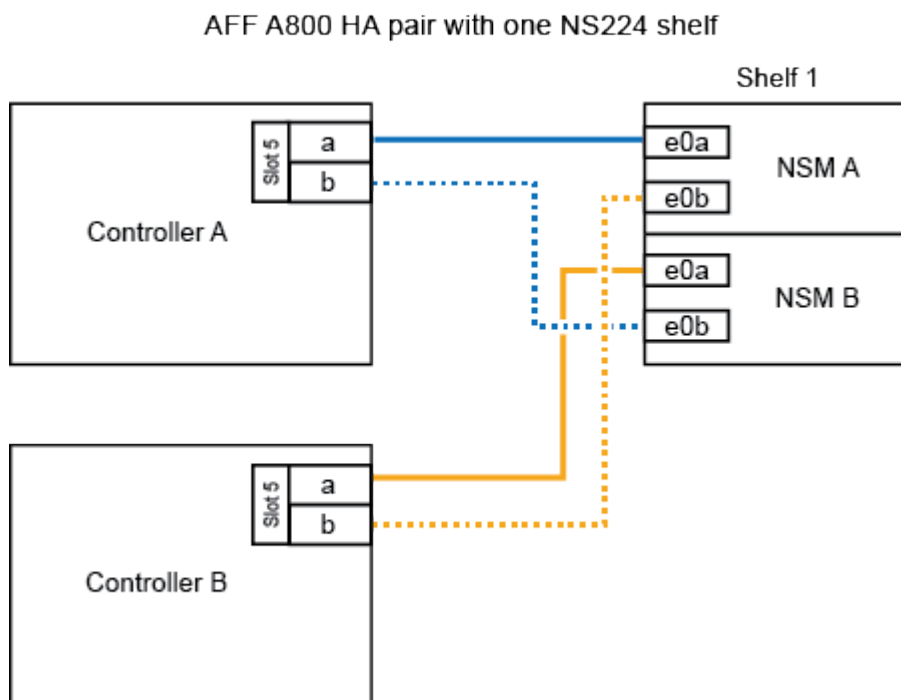 AFF A800 HA pair with one NS224 shelf
Shelf 1
Slot 5
a
b
Controller A
e0a
e0b
NSM A
e0a
e0b
NSM B
Slot 5
a
b
Controller B